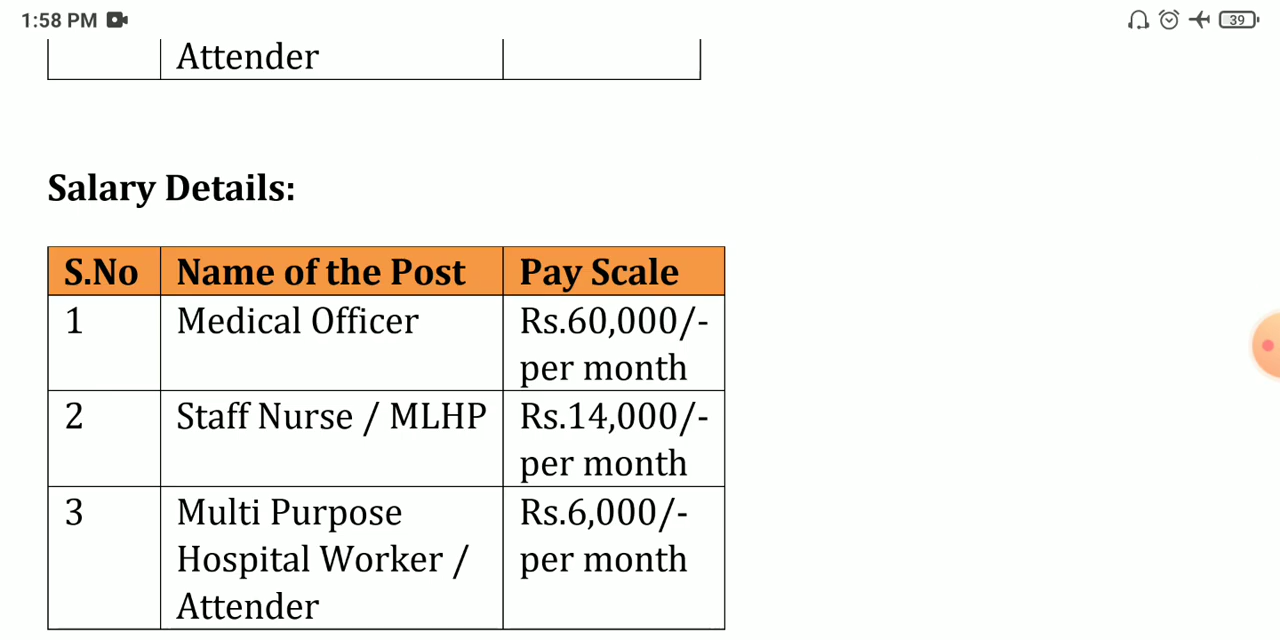 1:58 PM
39
Attender
Salary Details:
S.No Name of the Post Pay Scale
1 Medical Officer Rs.60,000/-
per month
2 Staff Nurse / MLHP Rs.14,000/-
per month
3 Multi Purpose Rs.6,000/-
Hospital Worker / per month
Attender